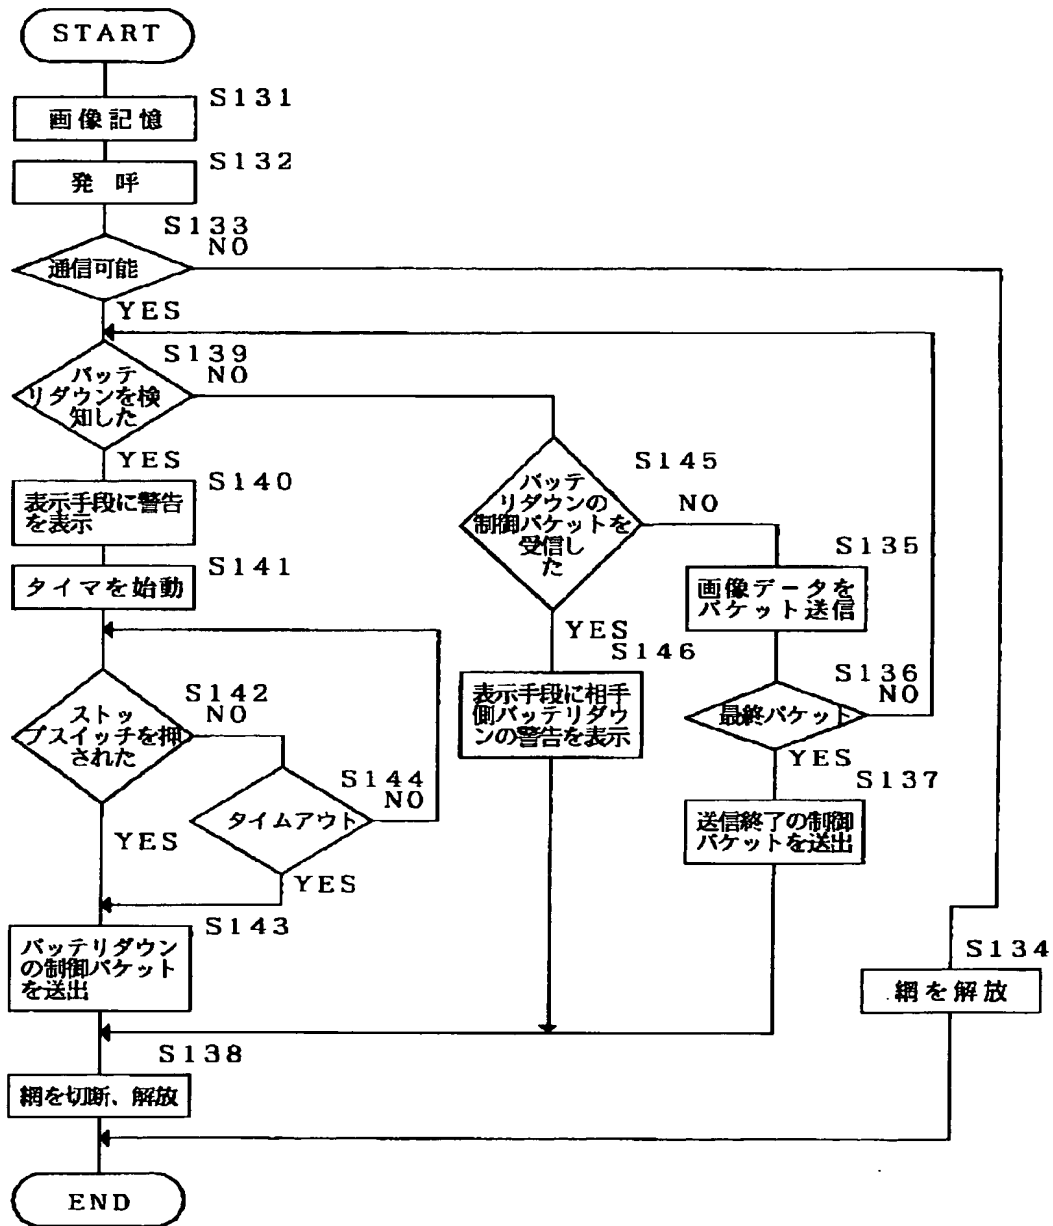 START
S131
画像記憶
S132
発 呼
S133
NO
通信可能
YES
S139
NO
バッテ
リダウンを検
知した
YES
S140
表示手段に警告
を表示
S141
タイマを始動
S142
NO
ストッ
プスイッチを押
された
YES
S144
NO
タイムアウト
YES
S143
バッテリダウン
の制御パケット
を送出
S145
NO
バッテ
リダウンの
制御パケットを
受信し
た
YES
S146
表示手段に相手
側バッテリダウ
ンの警告を表示
S135
画像データを
パケット送信
S136
NO
最終パケット
YES
S137
送信終了の制御
パケットを送出
S134
網を解放
S138
網を切断、解放
END